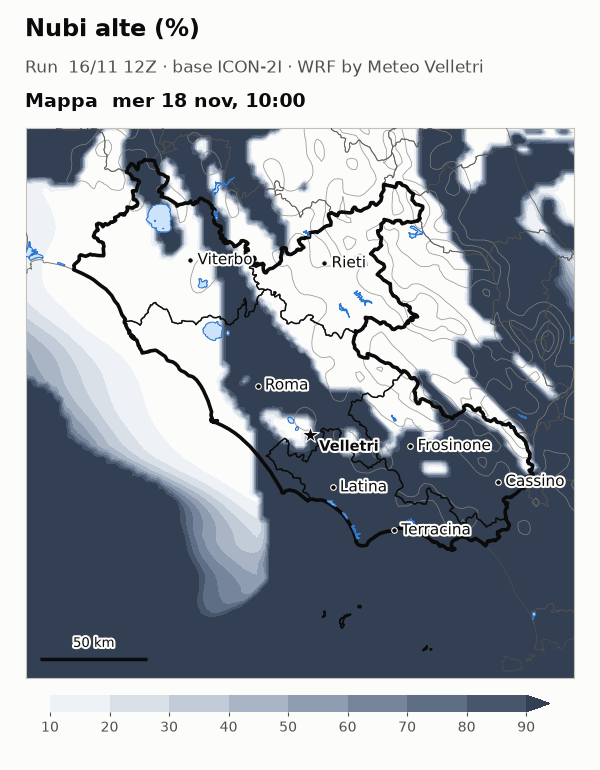 Nubi alte (%)
Run  16/11 12Z · base ICON-2I · WRF by Meteo Velletri
Mappa  mer 18 nov, 10:00
Viterbo
Rieti
Roma
Velletri
Frosinone
Latina
Cassino
Terracina
50 km
10 20 30 40 50 60 70 80 90